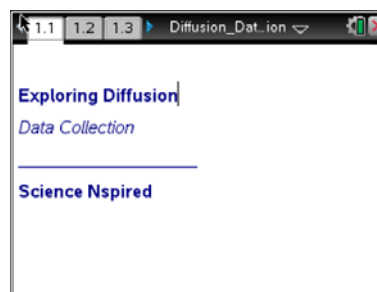 1.1 1.2 1.3 Diffusion_Dat...ion
Exploring Diffusion
Data Collection
Science Nspired